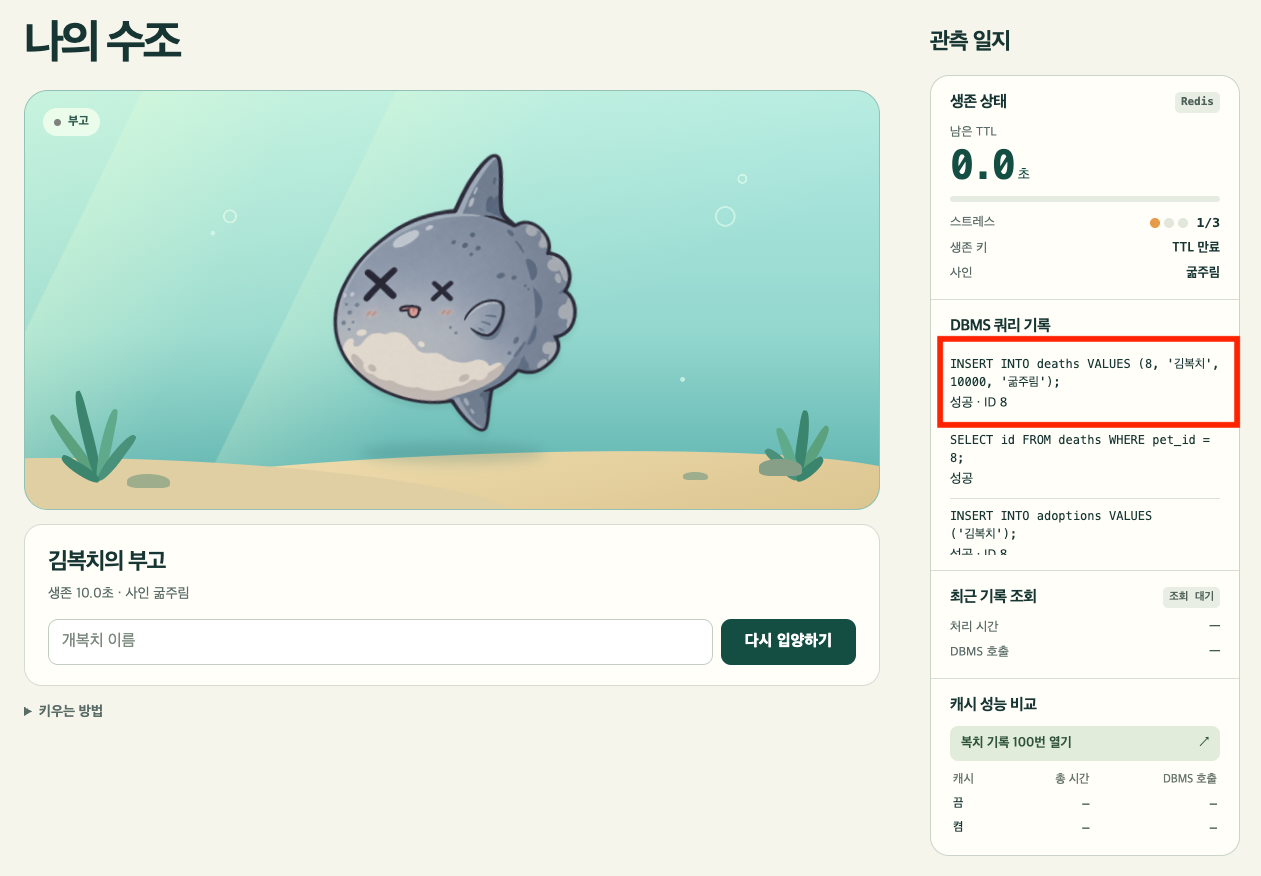 나의 수조
부고
김복치의 부고
생존 10.0초 · 사인 굶주림
개복치 이름
다시 입양하기
▶ 키우는 방법
관측 일지
생존 상태 Redis
남은 TTL
0.0초
스트레스 1/3
생존 키 TTL 만료
사인 굶주림
DBMS 쿼리 기록
INSERT INTO deaths VALUES (8, '김복치',
10000, '굶주림');
성공 · ID 8
SELECT id FROM deaths WHERE pet_id =
8;
성공
INSERT INTO adoptions VALUES
('김복치');
성공 · ID 8
최근 기록 조회 조회 대기
처리 시간 —
DBMS 호출 —
캐시 성능 비교
복치 기록 100번 열기 ↗
캐시 총 시간 DBMS 호출
끔 — —
켬 — —